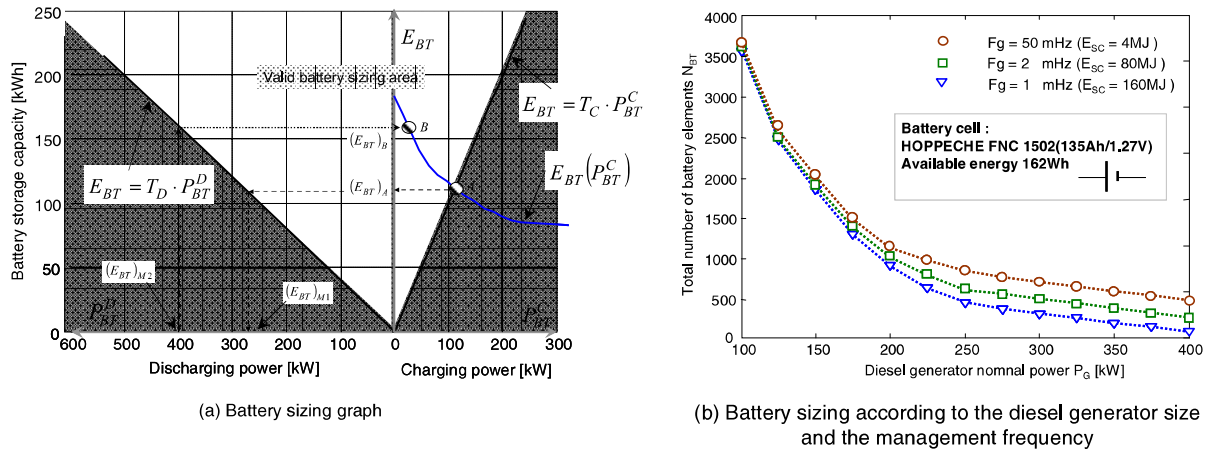 Battery storage capacity [kWh]
250
200
150
100
50
0
600
500
400
300
200
100
0
100
200
300
Discharging power [kW]
Charging power [kW]
E_BT
Valid battery sizing area
E_BT = T_C · P_BT^C
E_BT = T_D · P_BT^D
E_BT(P_BT^C)
(E_BT)_B
B
(E_BT)_A
(E_BT)_M2
(E_BT)_M1
P_BT^D
(a) Battery sizing graph
Total number of battery elements N_BT
4000
3500
3000
2500
2000
1500
1000
500
0
100
150
200
250
300
350
400
Diesel generator nomnal power P_G [kW]
Fg = 50 mHz (E_SC = 4MJ )
Fg = 2 mHz (E_SC = 80MJ)
Fg = 1 mHz (E_SC = 160MJ)
Battery cell :
HOPPECHE FNC 1502(135Ah/1.27V)
Available energy 162Wh
(b) Battery sizing according to the diesel generator size
and the management frequency